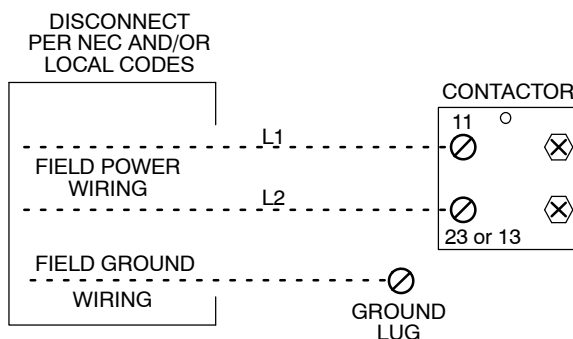 DISCONNECT
PER NEC AND/OR
LOCAL CODES
CONTACTOR
11
L1
FIELD POWER
WIRING
L2
23 or 13
FIELD GROUND
WIRING
GROUND
LUG